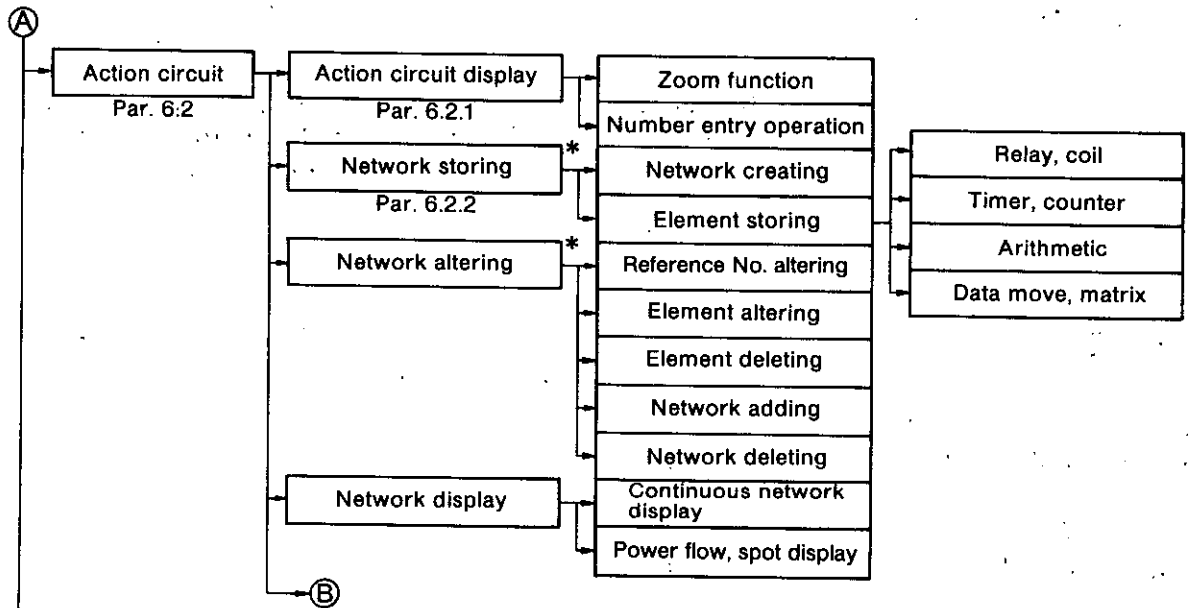 A
Action circuit
Par. 6:2
Action circuit display
Par. 6.2.1
Zoom function
Number entry operation
Network storing
*
Par. 6.2.2
Network creating
Element storing
Relay, coil
Timer, counter
Arithmetic
Data move, matrix
Network altering
*
Reference No. altering
Element altering
Element deleting
Network adding
Network deleting
Network display
Continuous network
display
Power flow, spot display
B